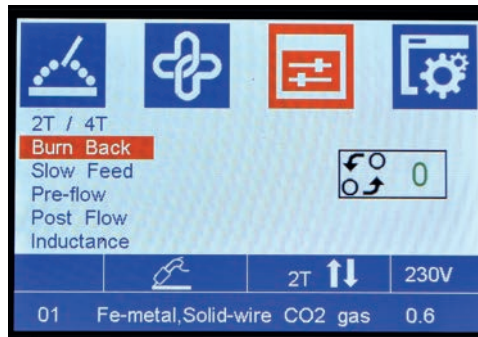 2T / 4T
Burn Back
Slow Feed
0
Pre-flow
Post Flow
Inductance
2T
230V
01 Fe-metal,Solid-wire CO2 gas 0.6